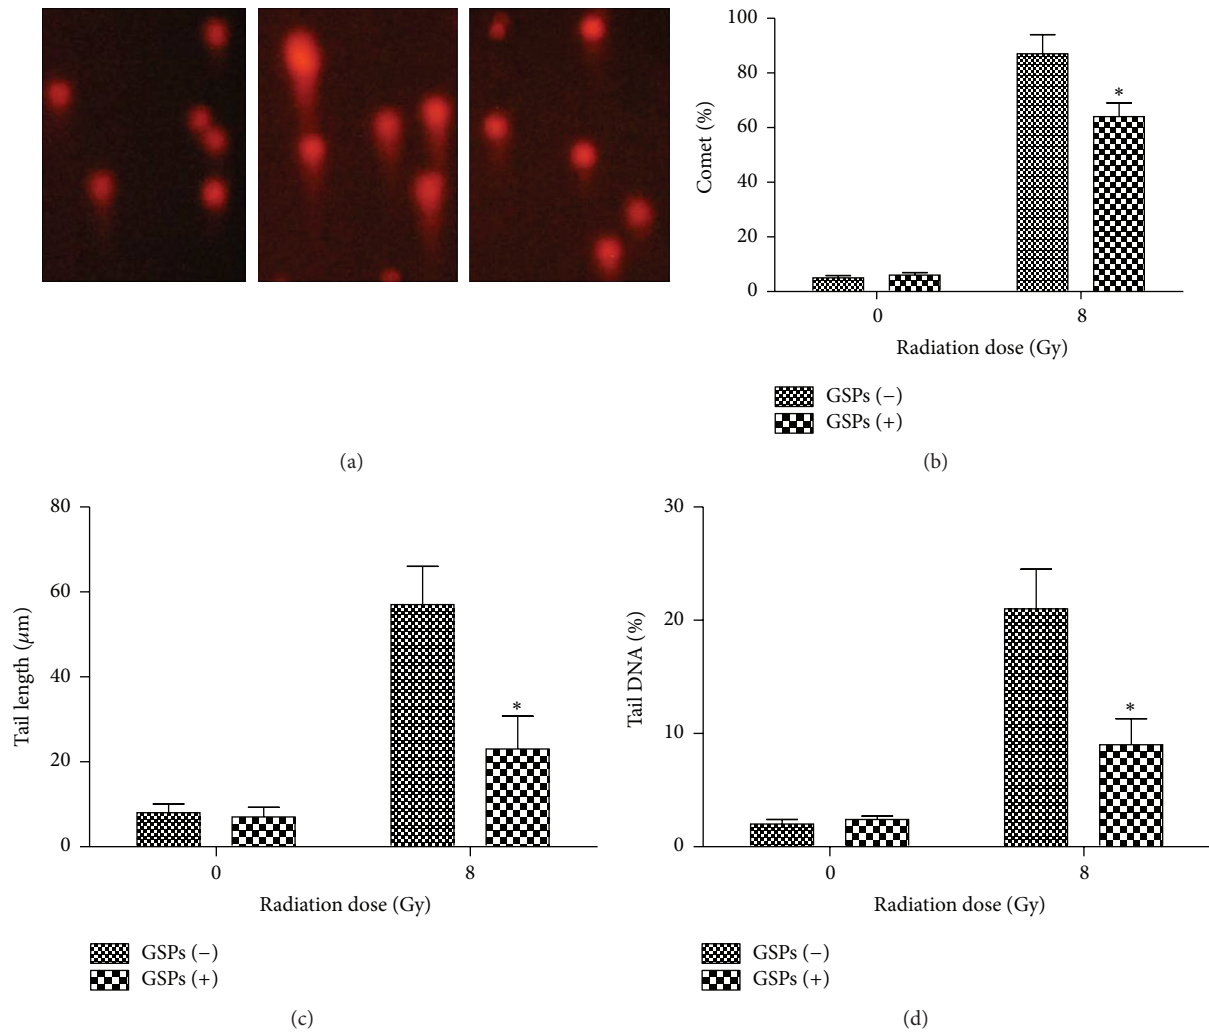 100
80
60
40
20
0
Comet (%)
*
0 8
Radiation dose (Gy)
GSPs (−)
GSPs (+)
(a)
(b)
80
60
40
20
0
Tail length (μm)
*
0 8
Radiation dose (Gy)
GSPs (−)
GSPs (+)
(c)
30
20
10
0
Tail DNA (%)
*
0 8
Radiation dose (Gy)
GSPs (−)
GSPs (+)
(d)